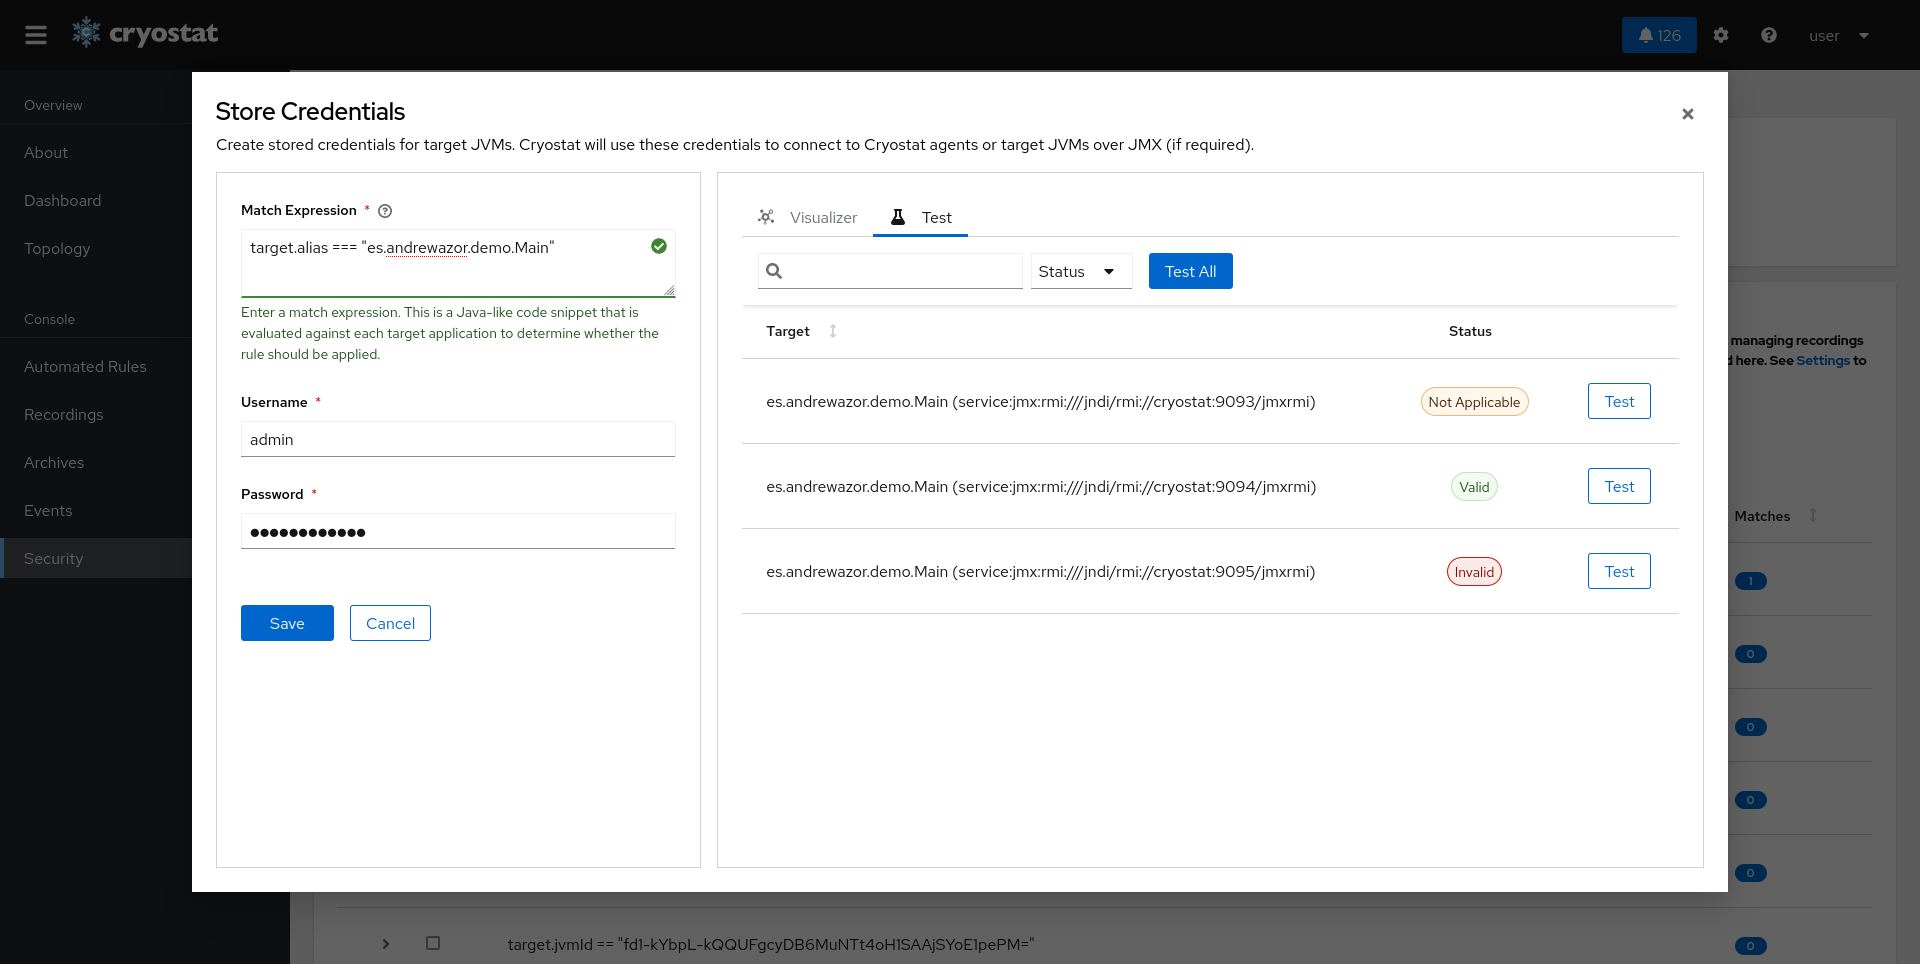 cryostat
126
user
Overview
About
Dashboard
Topology
Console
Automated Rules
Recordings
Archives
Events
Security
Store Credentials
Create stored credentials for target JVMs. Cryostat will use these credentials to connect to Cryostat agents or target JVMs over JMX (if required).
Match Expression *
target.alias === "es.andrewazor.demo.Main"
Enter a match expression. This is a Java-like code snippet that is
evaluated against each target application to determine whether the
rule should be applied.
Username *
admin
Password *
●●●●●●●●●●●●
Save Cancel
Visualizer Test
Status Test All
Target Status
es.andrewazor.demo.Main (service:jmx:rmi:///jndi/rmi://cryostat:9093/jmxrmi) Not Applicable Test
es.andrewazor.demo.Main (service:jmx:rmi:///jndi/rmi://cryostat:9094/jmxrmi) Valid Test
es.andrewazor.demo.Main (service:jmx:rmi:///jndi/rmi://cryostat:9095/jmxrmi) Invalid Test
managing recordings
d here. See Settings to
Matches
1
0
0
0
0
target.jvmId == "fd1-kYbpL-kQQUFgcyDB6MuNTt4oH1SAAjSYoE1pePM=" 0